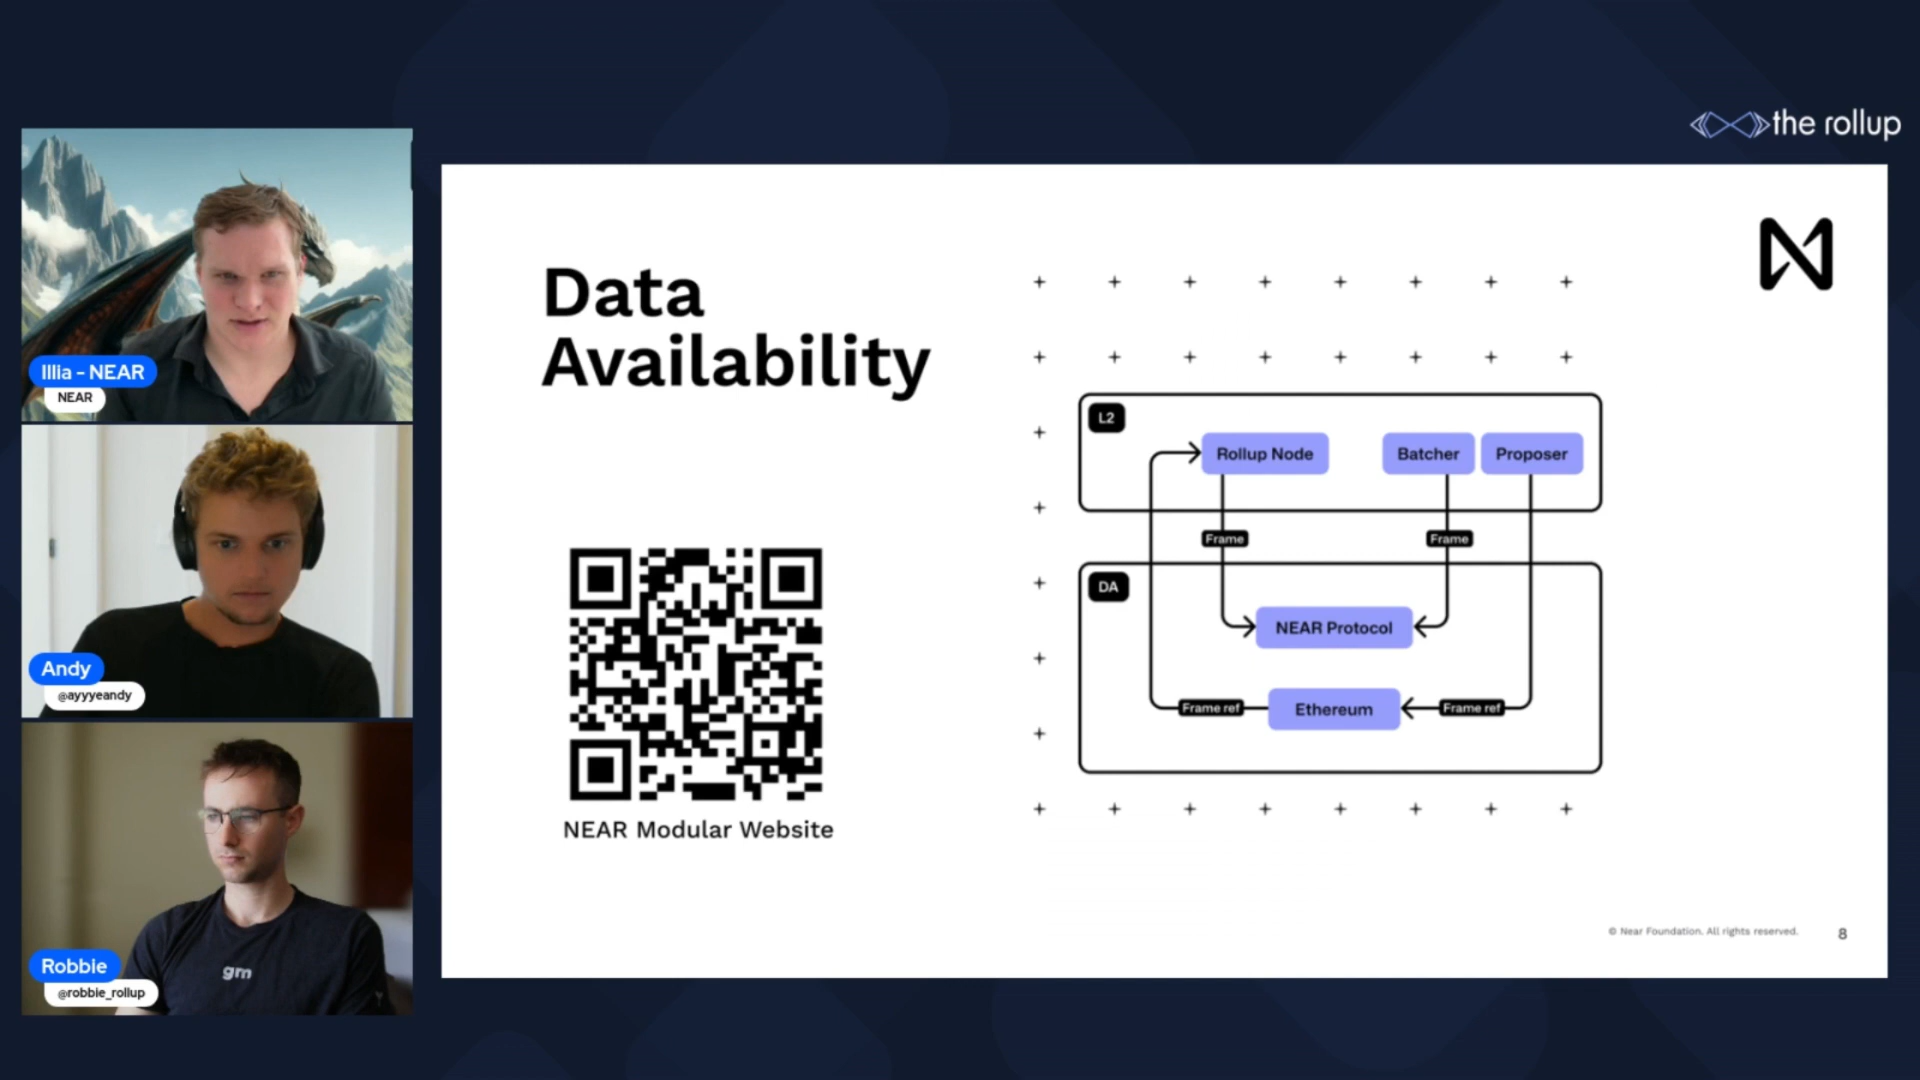 the rollup
Illia - NEAR
NEAR
Andy
@ayyyeandy
gm
Robbie
@robbie_rollup
Data
Availability
NEAR Modular Website
L2
Rollup Node
Batcher
Proposer
Frame
Frame
DA
NEAR Protocol
Frame ref
Ethereum
Frame ref
© Near Foundation. All rights reserved.
8